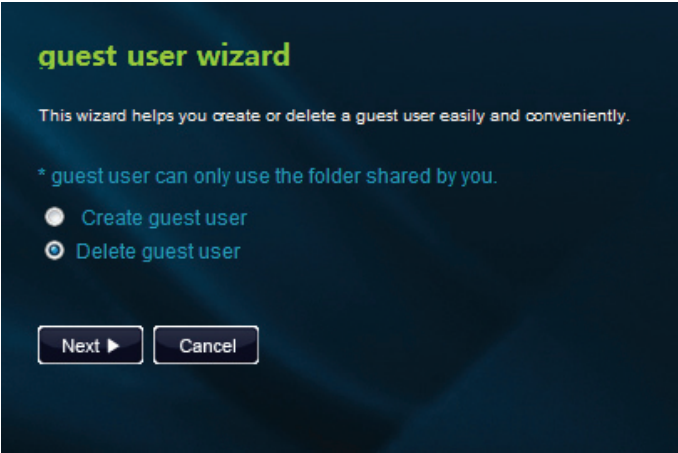 guest user wizard
This wizard helps you create or delete a guest user easily and conveniently.
* guest user can only use the folder shared by you.
Create guest user
Delete guest user
Next ▶ Cancel